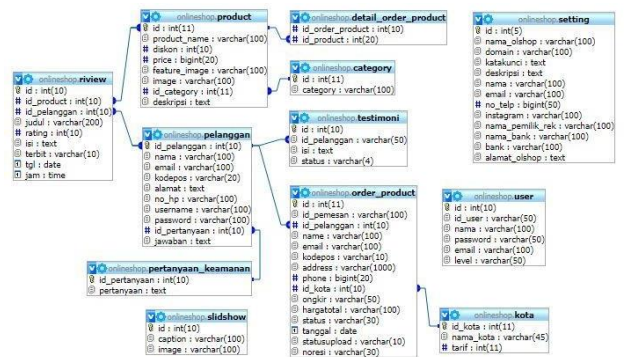 onlineshop.product
id : int(11)
product_name : varchar(100)
diskon : int(10)
price : bigint(20)
feature_image : varchar(100)
image : varchar(100)
id_category : int(11)
deskripsi : text
onlineshop.detail_order_product
id_order_product : int(10)
id_product : int(20)
onlineshop.category
id : int(11)
category : varchar(100)
onlineshop.setting
id : int(5)
nama_olshop : varchar(100)
domain : varchar(100)
katakunci : text
deskripsi : text
nama : varchar(100)
email : varchar(100)
no_telp : bigint(50)
instagram : varchar(100)
nama_pemilik_rek : varchar(100)
nama_bank : varchar(100)
bank : varchar(100)
alamat_olshop : text
onlineshop.riview
id : int(10)
id_product : int(10)
id_pelanggan : int(10)
judul : varchar(200)
rating : int(10)
isi : text
terbit : varchar(10)
tgl : date
jam : time
onlineshop.pelanggan
id_pelanggan : int(10)
nama : varchar(100)
email : varchar(100)
kodepos : varchar(20)
alamat : text
no_hp : varchar(100)
username : varchar(100)
password : varchar(100)
id_pertanyaan : int(10)
jawaban : text
onlineshop.testimoni
id : int(10)
id_pelanggan : varchar(50)
isi : text
status : varchar(4)
onlineshop.order_product
id : int(11)
id_pemesan : varchar(100)
id_pelanggan : int(10)
name : varchar(100)
email : varchar(100)
kodepos : varchar(10)
address : varchar(1000)
phone : bigint(20)
id_kota : int(10)
ongkir : varchar(50)
hargatotal : varchar(100)
status : varchar(30)
tanggal : date
statusupload : varchar(10)
noresi : varchar(30)
onlineshop.user
id : int(10)
id_user : varchar(50)
nama : varchar(100)
password : varchar(50)
email : varchar(100)
level : varchar(50)
onlineshop.pertanyaan_keamanan
id_pertanyaan : int(10)
pertanyaan : text
onlineshop.slidshow
id : int(10)
caption : varchar(100)
image : varchar(100)
onlineshop.kota
id_kota : int(11)
nama_kota : varchar(45)
tarif : int(11)